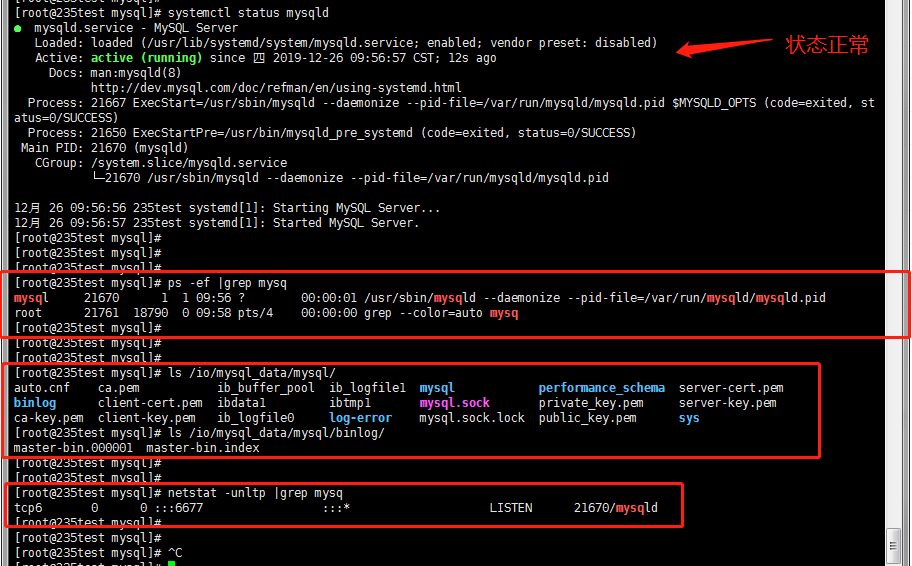 [root@235test mysql]# systemctl status mysqld
● mysqld.service - MySQL Server
Loaded: loaded (/usr/lib/systemd/system/mysqld.service; enabled; vendor preset: disabled)
Active: active (running) since 四 2019-12-26 09:56:57 CST; 12s ago
状态正常
Docs: man:mysqld(8)
http://dev.mysql.com/doc/refman/en/using-systemd.html
Process: 21667 ExecStart=/usr/sbin/mysqld --daemonize --pid-file=/var/run/mysqld/mysqld.pid $MYSQLD_OPTS (code=exited, st
atus=0/SUCCESS)
Process: 21650 ExecStartPre=/usr/bin/mysqld_pre_systemd (code=exited, status=0/SUCCESS)
Main PID: 21670 (mysqld)
CGroup: /system.slice/mysqld.service
└─21670 /usr/sbin/mysqld --daemonize --pid-file=/var/run/mysqld/mysqld.pid
12月 26 09:56:56 235test systemd[1]: Starting MySQL Server...
12月 26 09:56:57 235test systemd[1]: Started MySQL Server.
[root@235test mysql]#
[root@235test mysql]#
[root@235test mysql]#
[root@235test mysql]# ps -ef |grep mysq
mysql     21670      1  1 09:56 ?        00:00:01 /usr/sbin/mysqld --daemonize --pid-file=/var/run/mysqld/mysqld.pid
root      21761  18790  0 09:58 pts/4    00:00:00 grep --color=auto mysq
[root@235test mysql]#
[root@235test mysql]#
[root@235test mysql]#
[root@235test mysql]# ls /io/mysql_data/mysql/
auto.cnf    ca.pem           ib_buffer_pool  ib_logfile1  mysql            performance_schema  server-cert.pem
binlog      client-cert.pem  ibdata1         ibtmp1       mysql.sock       private_key.pem     server-key.pem
ca-key.pem  client-key.pem   ib_logfile0     log-error    mysql.sock.lock  public_key.pem      sys
[root@235test mysql]# ls /io/mysql_data/mysql/binlog/
master-bin.000001  master-bin.index
[root@235test mysql]#
[root@235test mysql]#
[root@235test mysql]# netstat -unltp |grep mysq
tcp6       0      0 :::6677                 :::*                    LISTEN      21670/mysqld
[root@235test mysql]#
[root@235test mysql]#
[root@235test mysql]# ^C
[root@235test mysql]#